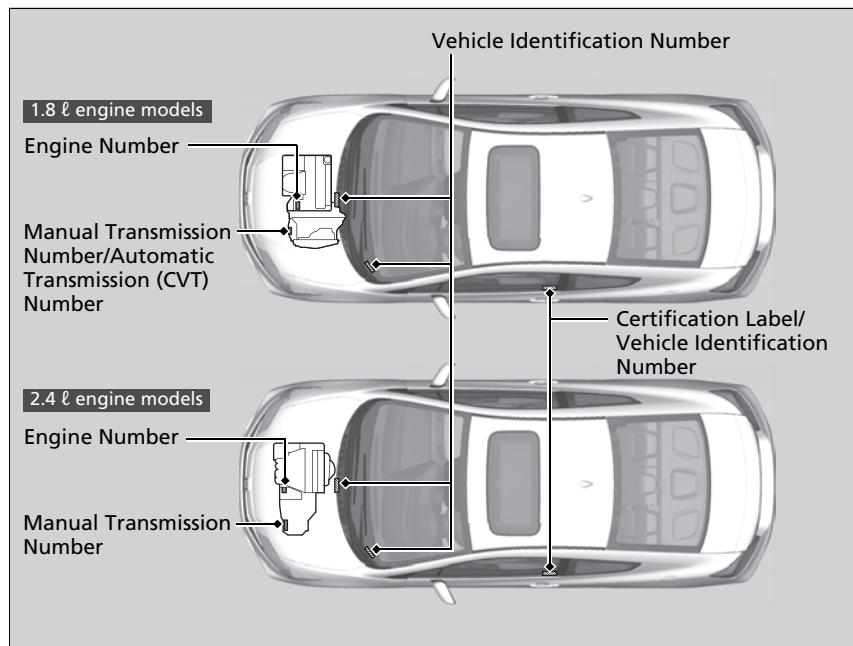 Vehicle Identification Number
1.8 ℓ engine models
Engine Number
Manual Transmission
Number/Automatic
Transmission (CVT)
Number
Certification Label/
Vehicle Identification
Number
2.4 ℓ engine models
Engine Number
Manual Transmission
Number